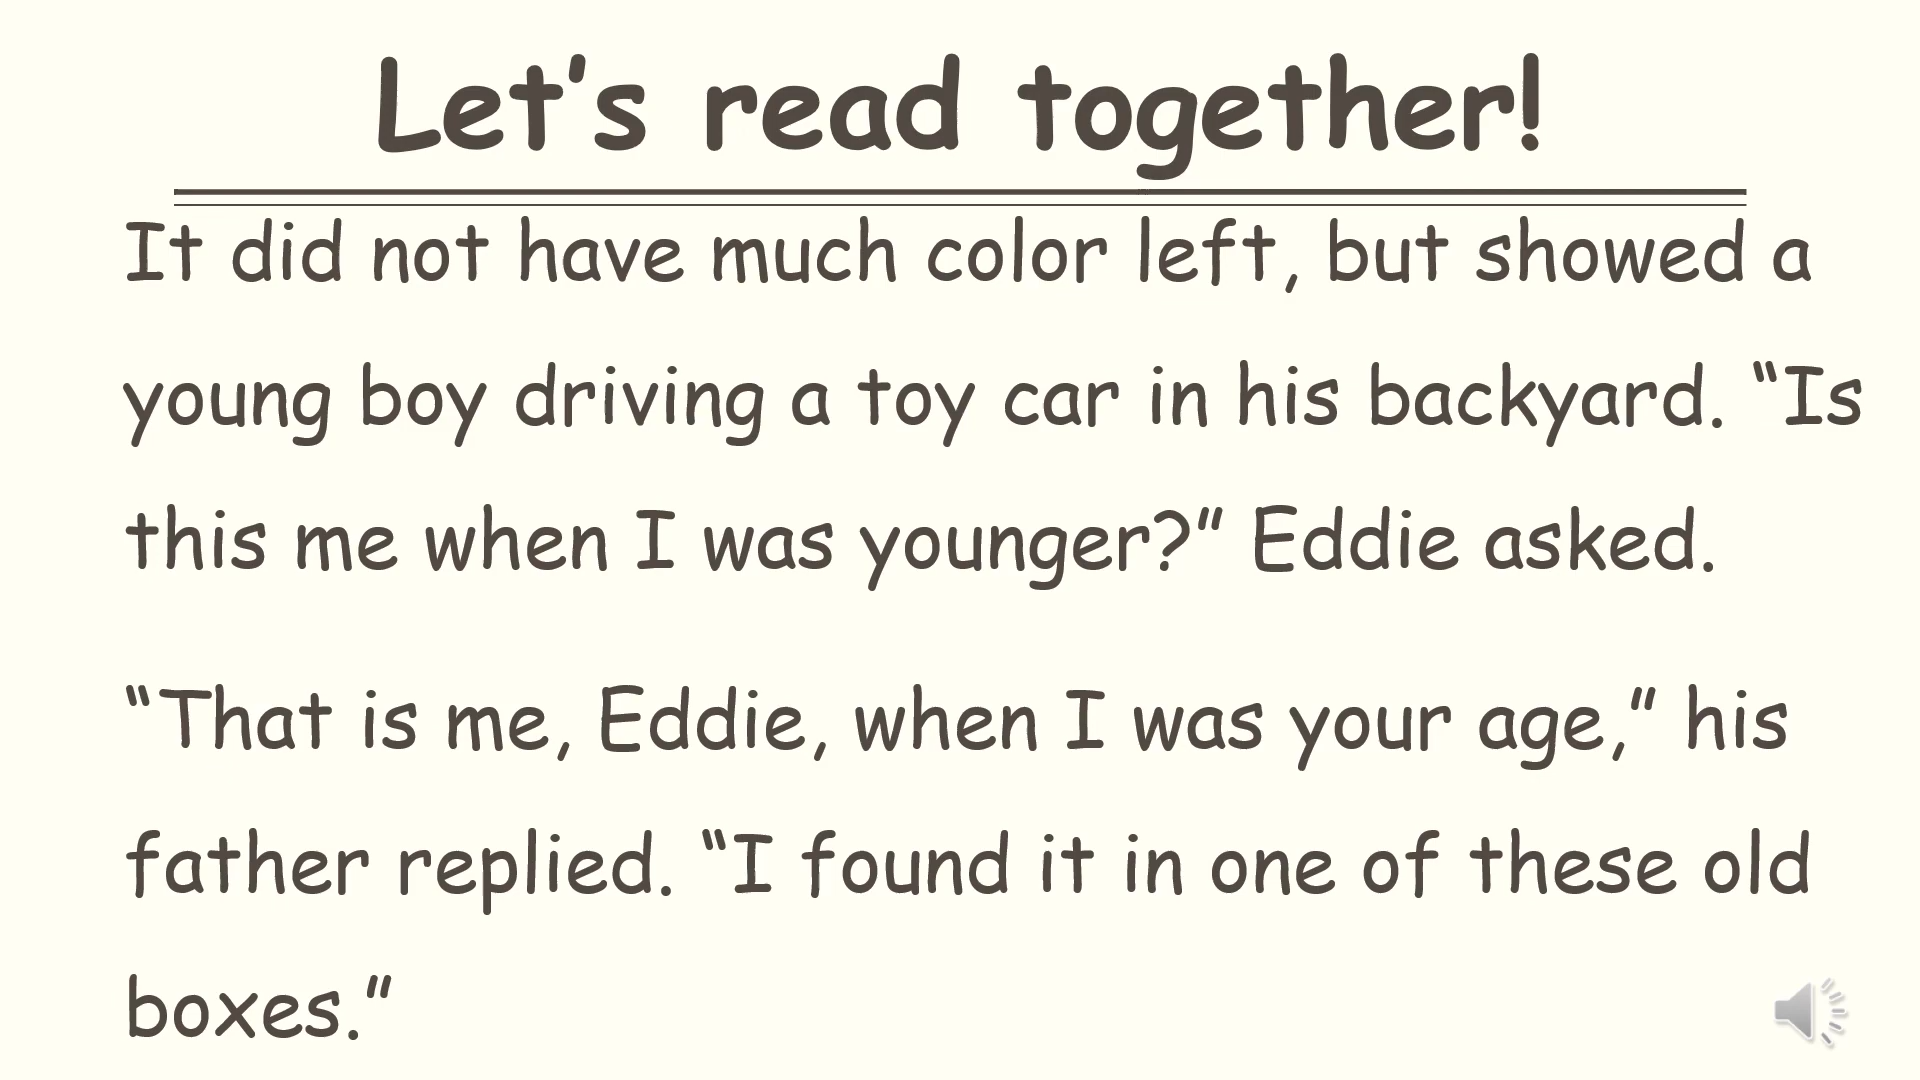 Let’s read together!
It did not have much color left, but showed a
young boy driving a toy car in his backyard. “Is
this me when I was younger?” Eddie asked.
“That is me, Eddie, when I was your age,” his
father replied. “I found it in one of these old
boxes.”